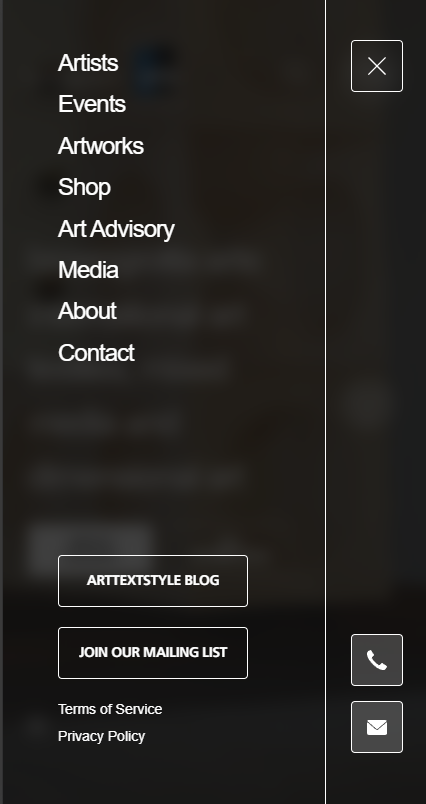 Artists
Events
Artworks
Shop
Art Advisory
Media
About
Contact
ARTTEXTSTYLE BLOG
JOIN OUR MAILING LIST
Terms of Service
Privacy Policy